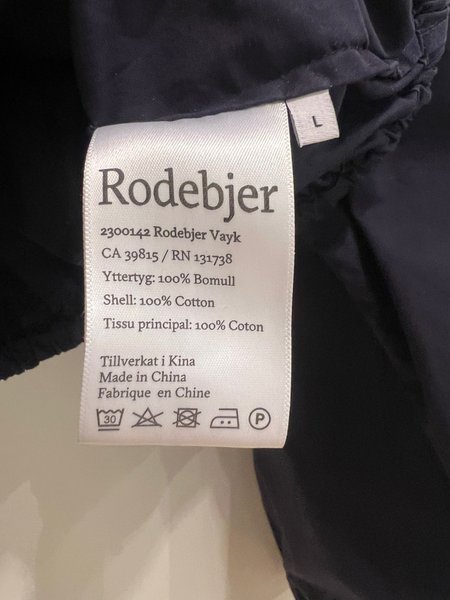 L
Rodebjer
2300142 Rodebjer Vayk
CA 39815 / RN 131738
Yttertyg: 100% Bomull
Shell: 100% Cotton
Tissu principal: 100% Coton
Tillverkat i Kina
Made in China
Fabrique en Chine
30 P